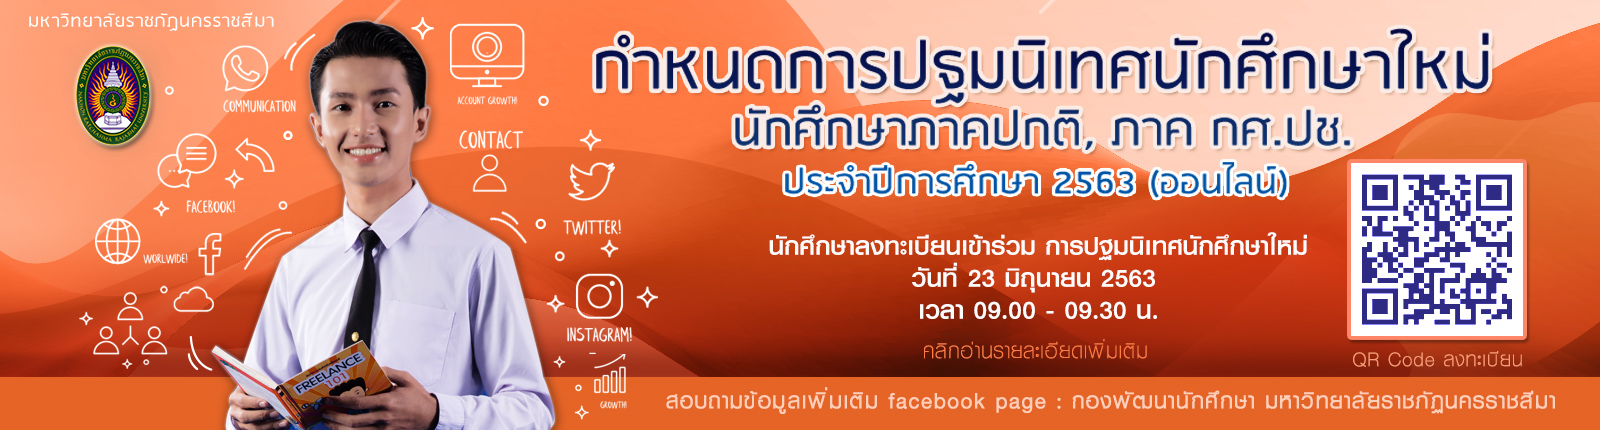 มหาวิทยาลัยราชภัฏนครราชสีมา
COMMUNICATION
ACCOUNT GROWTH!
CONTACT
FACEBOOK!
TWITTER!
WORLWIDE!
INSTAGRAM!
GROWTH!
FREELANCE
101
กำหนดการปฐมนิเทศนักศึกษาใหม่
นักศึกษาภาคปกติ, ภาค กศ.ปช.
ประจำปีการศึกษา 2563 (ออนไลน์)
นักศึกษาลงทะเบียนเข้าร่วม การปฐมนิเทศนักศึกษาใหม่
วันที่ 23 มิถุนายน 2563
เวลา 09.00 - 09.30 น.
คลิกอ่านรายละเอียดเพิ่มเติม
QR Code ลงทะเบียน
สอบถามข้อมูลเพิ่มเติม facebook page : กองพัฒนานักศึกษา มหาวิทยาลัยราชภัฏนครราชสีมา